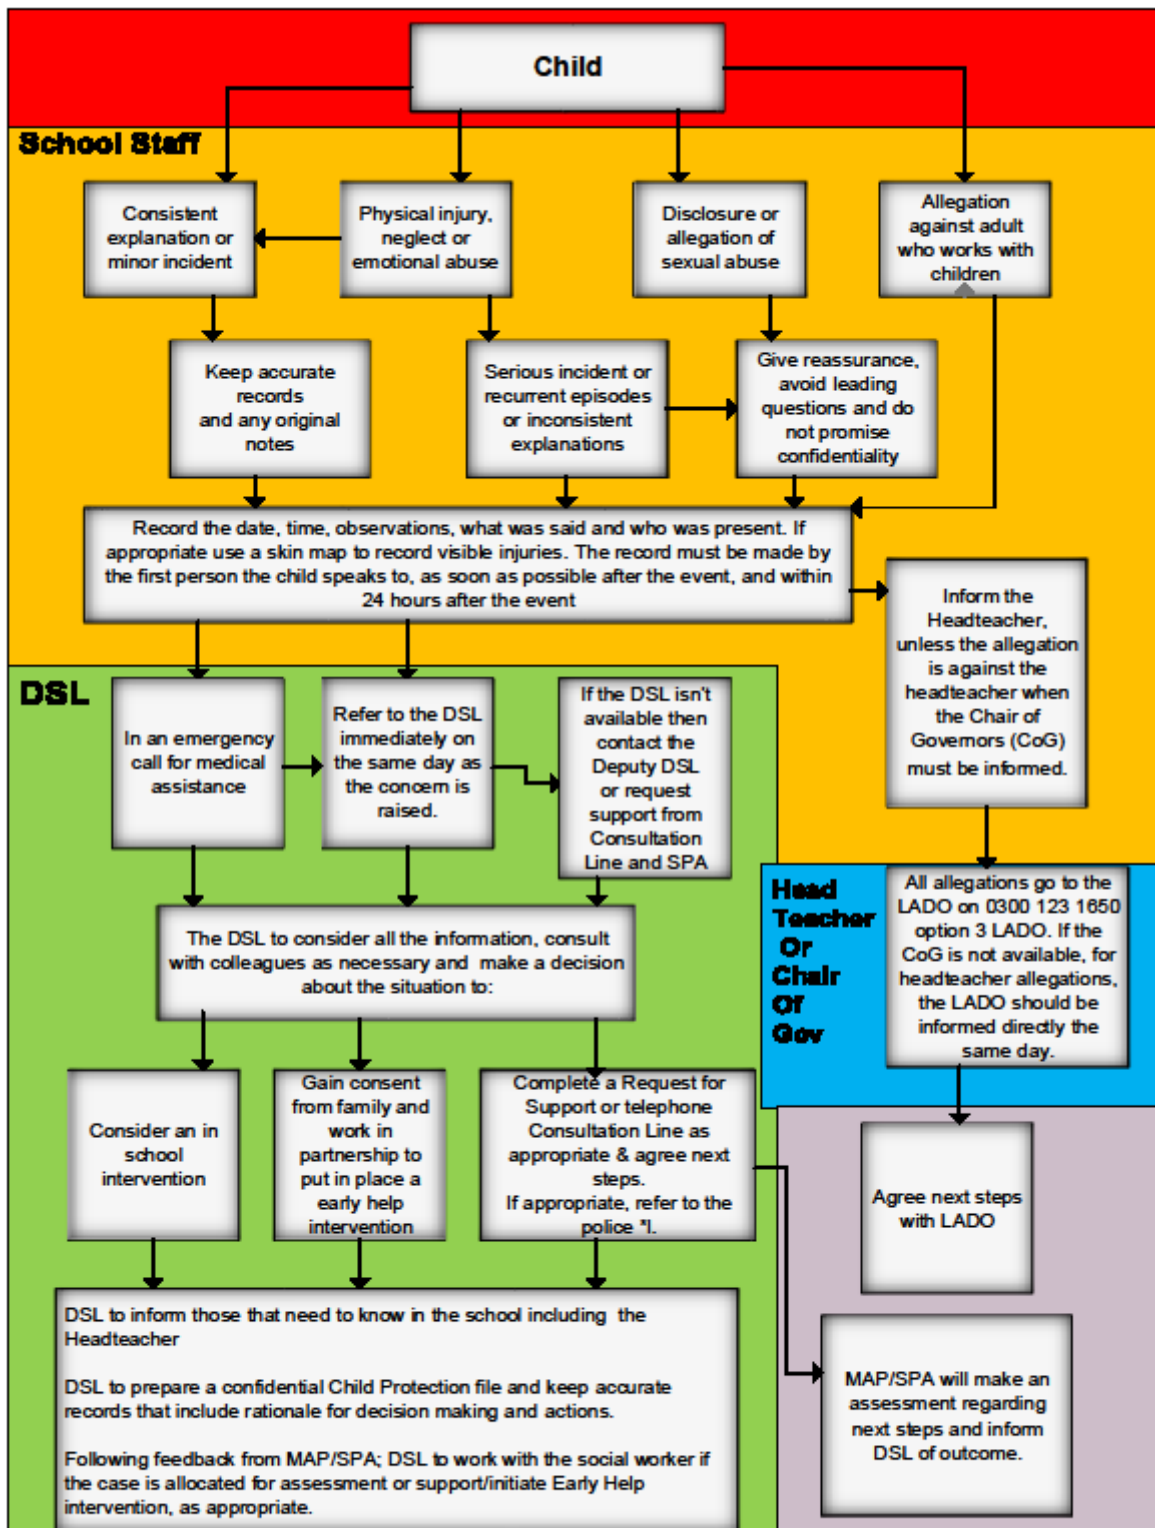 Child
School Staff
Consistent
explanation or
minor incident
Physical injury,
neglect or
emotional abuse
Disclosure or
allegation of
sexual abuse
Allegation
against adult
who works with
children
Keep accurate
records
and any original
notes
Serious incident or
recurrent episodes
or inconsistent
explanations
Give reassurance,
avoid leading
questions and do
not promise
confidentiality
Record the date, time, observations, what was said and who was present. If
appropriate use a skin map to record visible injuries. The record must be made by
the first person the child speaks to, as soon as possible after the event, and within
24 hours after the event
Inform the
Headteacher,
unless the allegation
is against the
headteacher when
the Chair of
Governors (CoG)
must be informed.
DSL
In an emergency
call for medical
assistance
Refer to the DSL
immediately on
the same day as
the concern is
raised.
If the DSL isn't
available then
contact the
Deputy DSL
or request
support from
Consultation
Line and SPA
Head
Teacher
Or
Chair
Of
Gov
All allegations go to the
LADO on 0300 123 1650
option 3 LADO. If the
CoG is not available, for
headteacher allegations,
the LADO should be
informed directly the
same day.
The DSL to consider all the information, consult
with colleagues as necessary and make a decision
about the situation to:
Consider an in
school
intervention
Gain consent
from family and
work in
partnership to
put in place a
early help
intervention
Complete a Request for
Support or telephone
Consultation Line as
appropriate & agree next
steps.
If appropriate, refer to the
police *I.
Agree next steps
with LADO
DSL to inform those that need to know in the school including the
Headteacher
DSL to prepare a confidential Child Protection file and keep accurate
records that include rationale for decision making and actions.
Following feedback from MAP/SPA; DSL to work with the social worker if
the case is allocated for assessment or support/initiate Early Help
intervention, as appropriate.
MAP/SPA will make an
assessment regarding
next steps and inform
DSL of outcome.